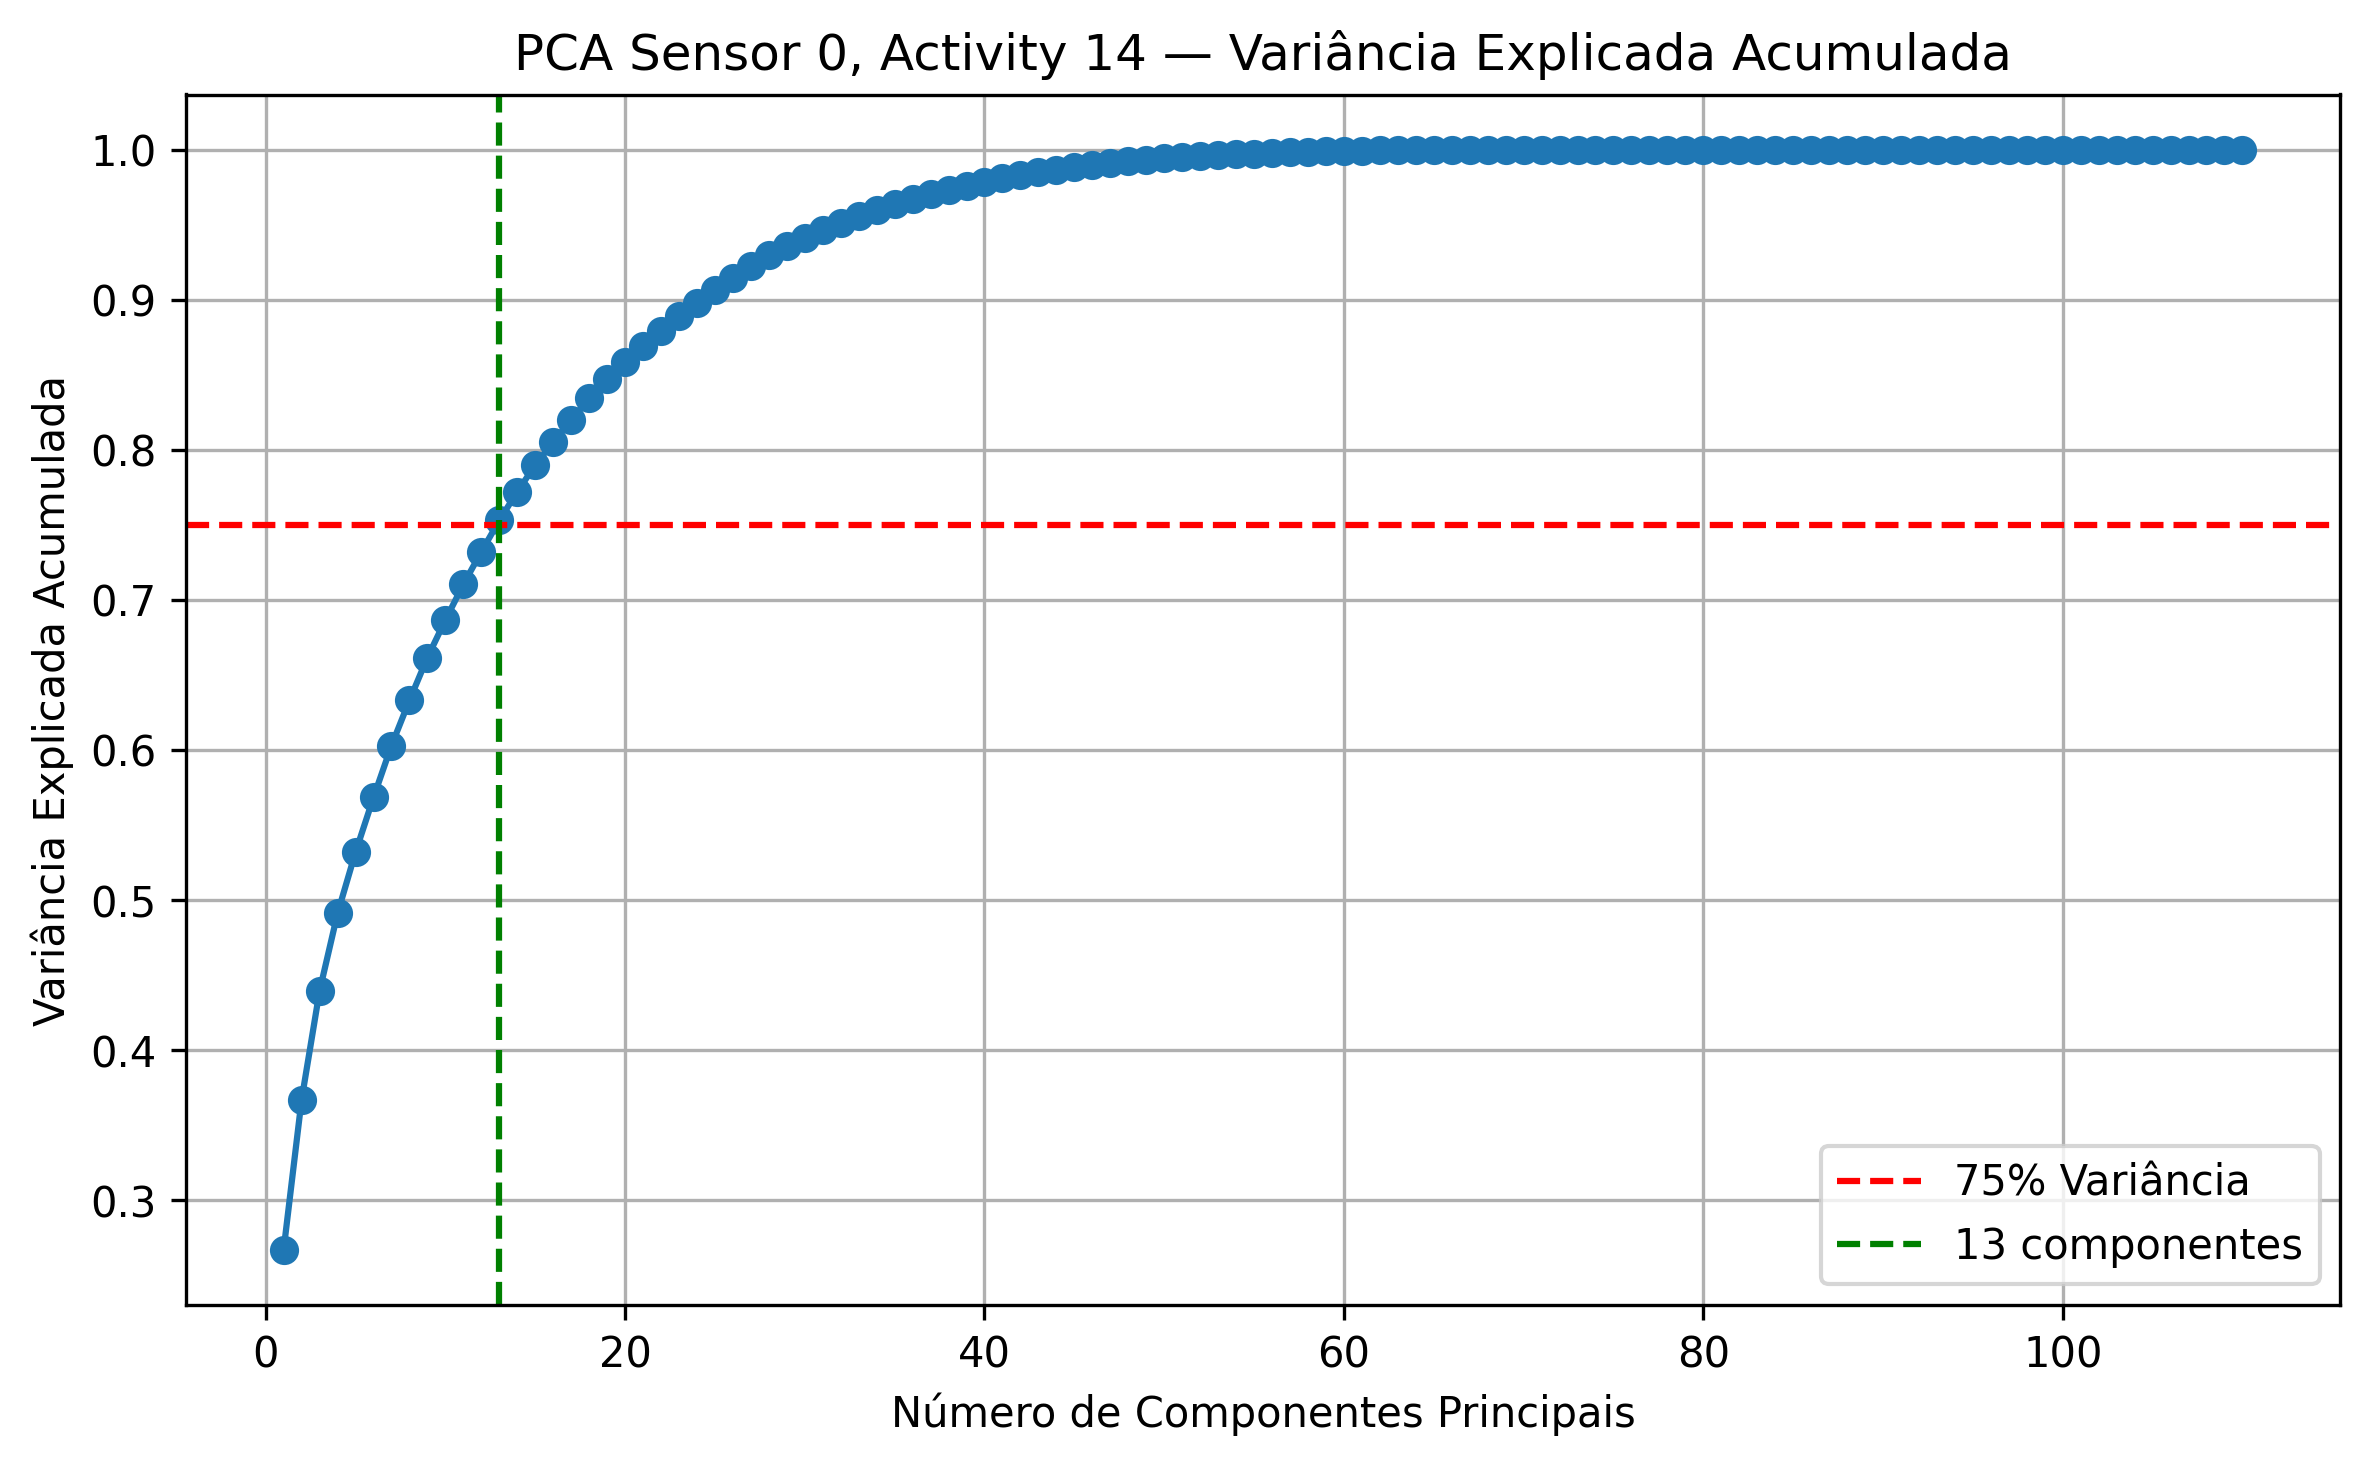 PCA Sensor 0, Activity 14 — Variância Explicada Acumulada
Variância Explicada Acumulada
1.0
0.9
0.8
0.7
0.6
0.5
0.4
0.3
75% Variância
13 componentes
0 20 40 60 80 100
Número de Componentes Principais